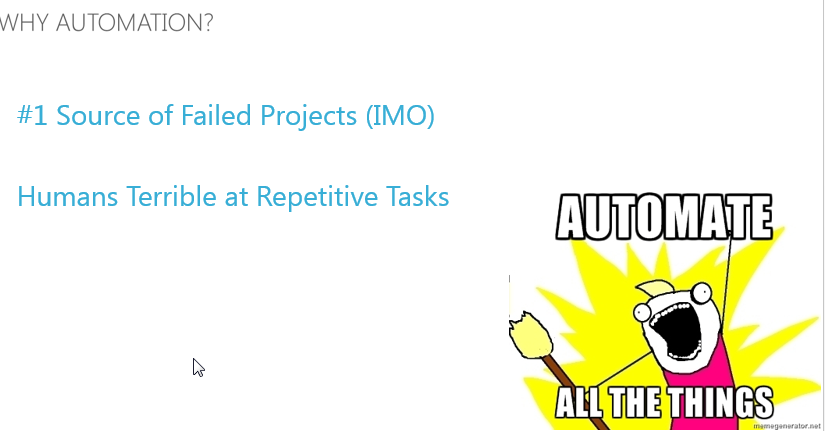 WHY AUTOMATION?
#1 Source of Failed Projects (IMO)
Humans Terrible at Repetitive Tasks
AUTOMATE
ALL THE THINGS
memegenerator.net